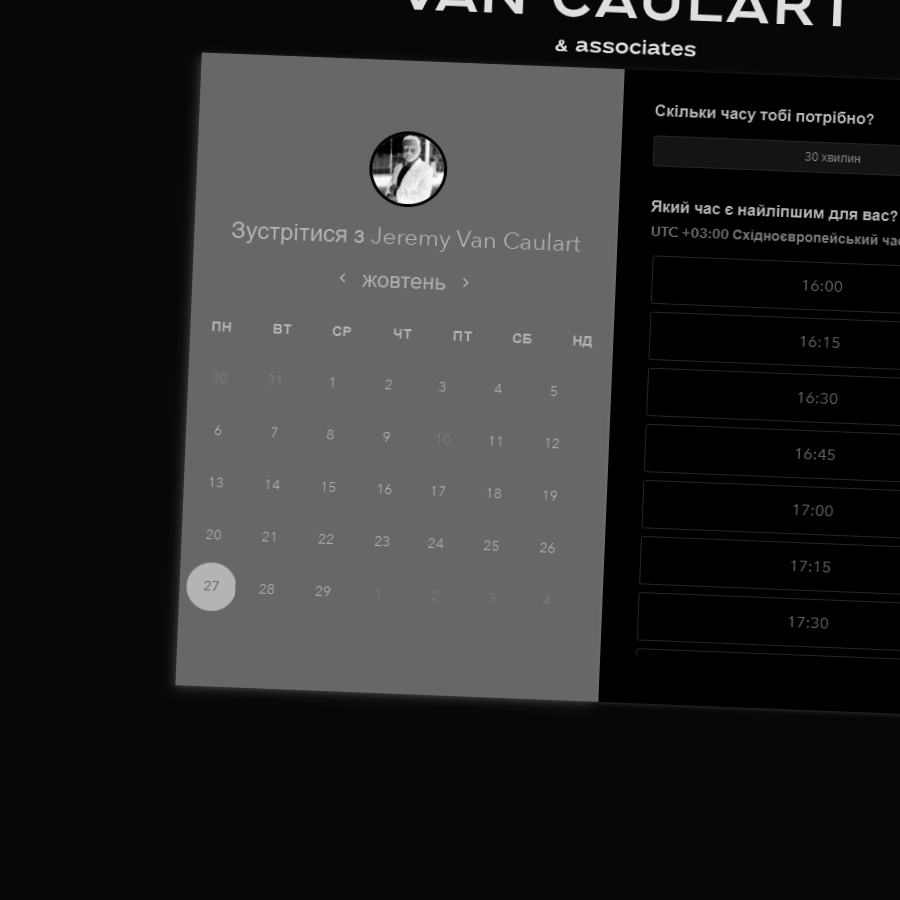 VAN CAULART
& associates
Зустрітися з Jeremy Van Caulart
жовтень
ПН ВТ СР ЧТ ПТ СБ НД
30 31 1 2 3 4 5
6 7 8 9 10 11 12
13 14 15 16 17 18 19
20 21 22 23 24 25 26
27 28 29 1 2 3 4
Скільки часу тобі потрібно?
30 хвилин
Який час є найліпшим для вас?
UTC +03:00 Східноєвропейський
16:00
16:15
16:30
16:45
17:00
17:15
17:30